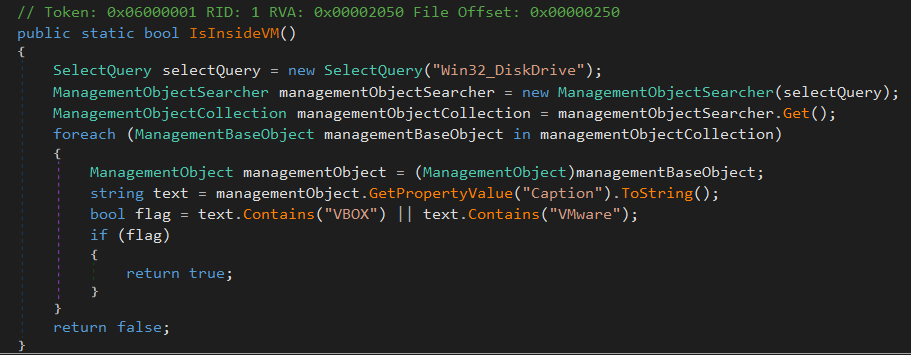 // Token: 0x06000001 RID: 1 RVA: 0x00002050 File Offset: 0x00000250
public static bool IsInsideVM()
{
    SelectQuery selectQuery = new SelectQuery("Win32_DiskDrive");
    ManagementObjectSearcher managementObjectSearcher = new ManagementObjectSearcher(selectQuery);
    ManagementObjectCollection managementObjectCollection = managementObjectSearcher.Get();
    foreach (ManagementBaseObject managementBaseObject in managementObjectCollection)
    {
        ManagementObject managementObject = (ManagementObject)managementBaseObject;
        string text = managementObject.GetPropertyValue("Caption").ToString();
        bool flag = text.Contains("VBOX") || text.Contains("VMware");
        if (flag)
        {
            return true;
        }
    }
    return false;
}